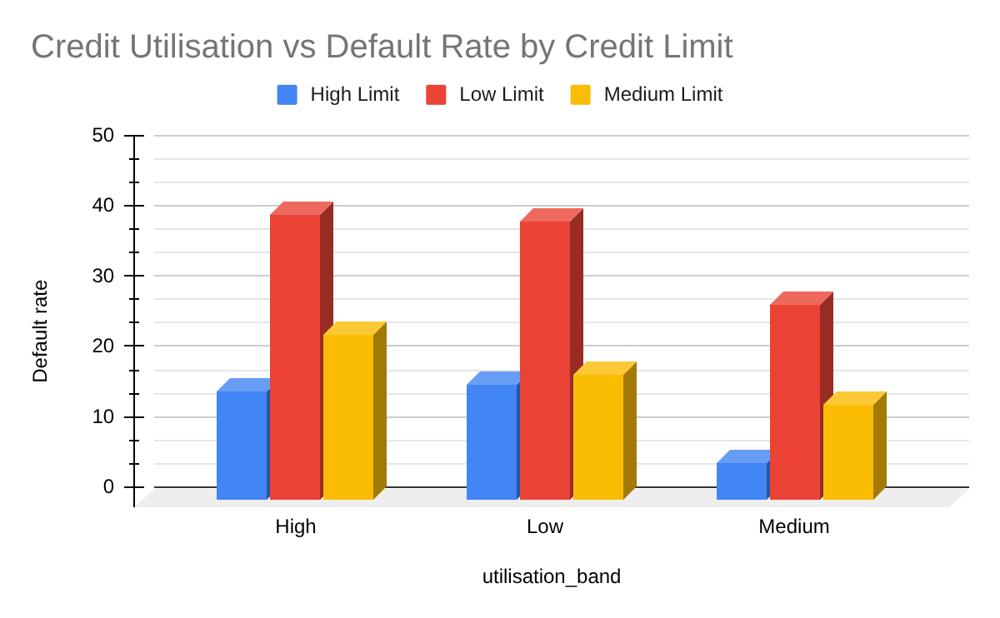 Credit Utilisation vs Default Rate by Credit Limit
High Limit Low Limit Medium Limit
50
40
30
20
10
0
Default rate
High Low Medium
utilisation_band